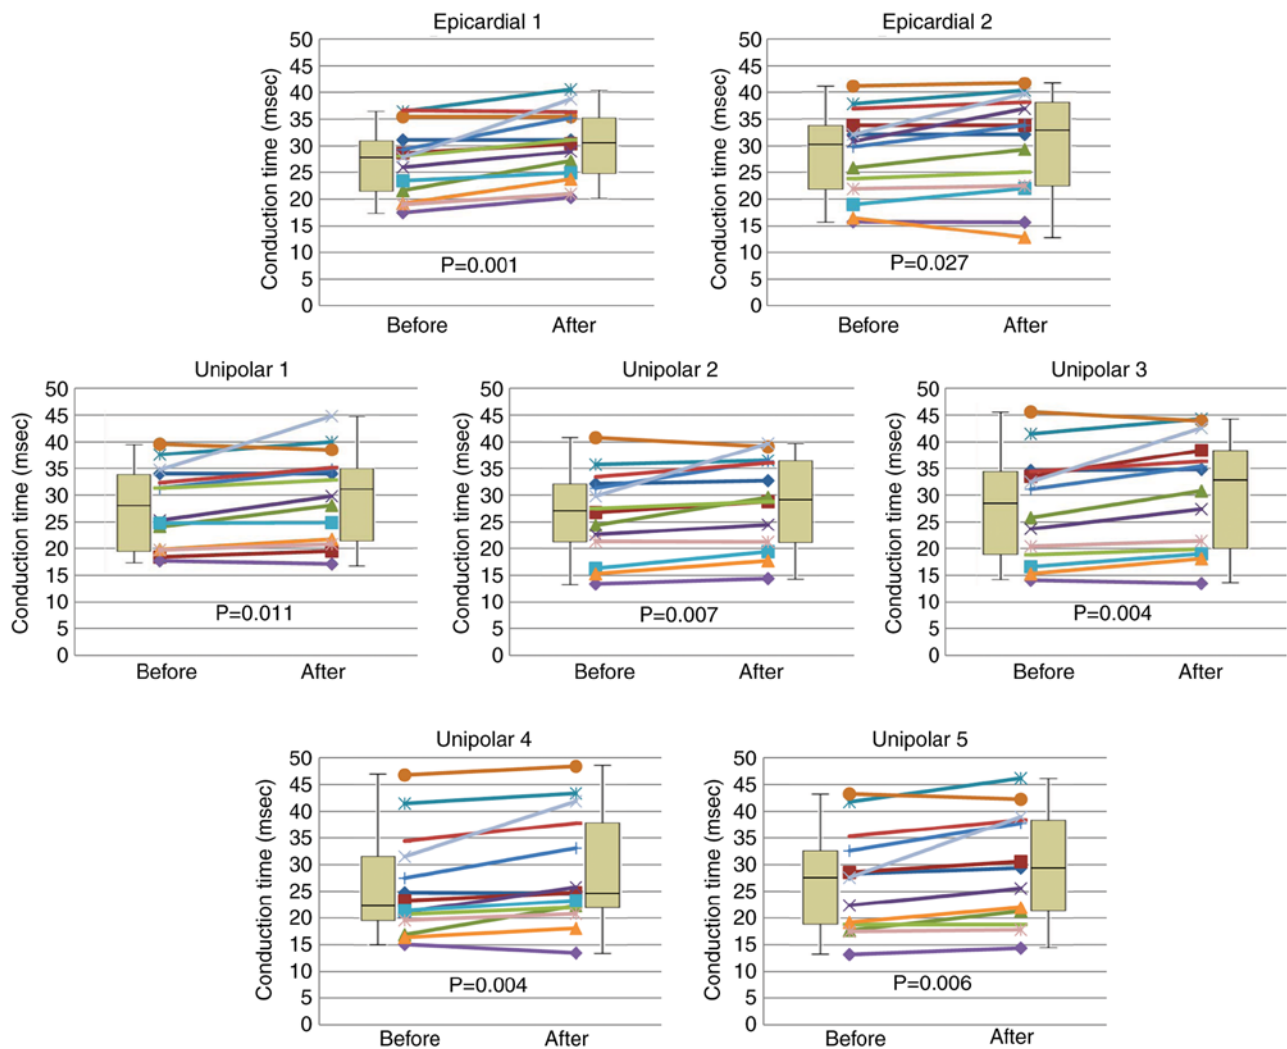 Epicardial 1
Conduction time (msec)
50
45
40
35
30
25
20
15
10
5
0
P=0.001
Before After
Epicardial 2
Conduction time (msec)
50
45
40
35
30
25
20
15
10
5
0
P=0.027
Before After
Unipolar 1
Conduction time (msec)
50
45
40
35
30
25
20
15
10
5
0
P=0.011
Before After
Unipolar 2
Conduction time (msec)
50
45
40
35
30
25
20
15
10
5
0
P=0.007
Before After
Unipolar 3
Conduction time (msec)
50
45
40
35
30
25
20
15
10
5
0
P=0.004
Before After
Unipolar 4
Conduction time (msec)
50
45
40
35
30
25
20
15
10
5
0
P=0.004
Before After
Unipolar 5
Conduction time (msec)
50
45
40
35
30
25
20
15
10
5
0
P=0.006
Before After